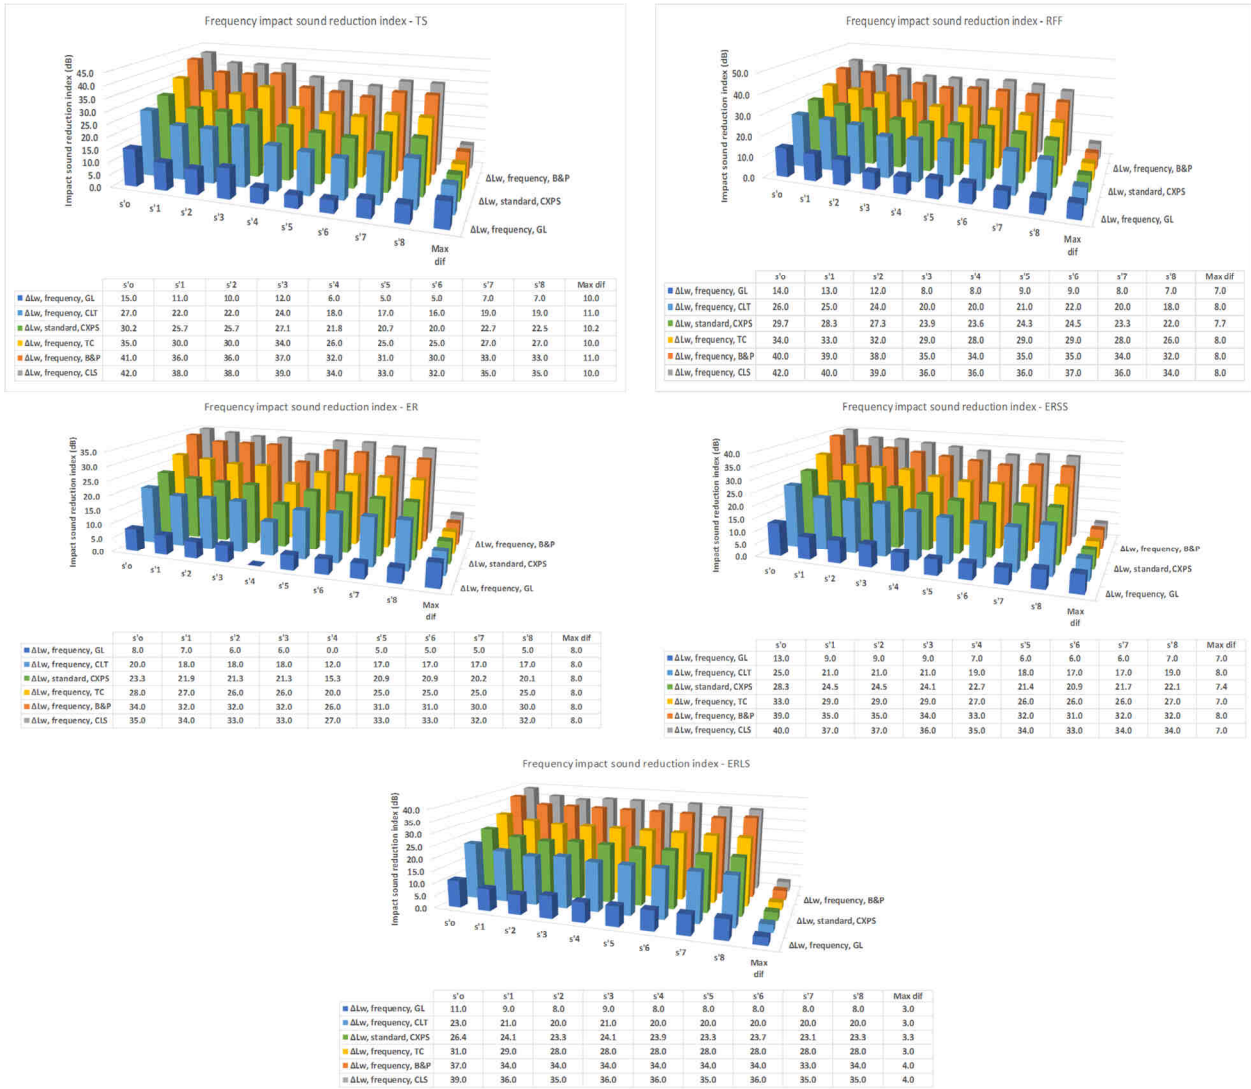 Frequency impact sound reduction index - TS
Impact sound reduction index (dB)
45.0
40.0
35.0
30.0
25.0
20.0
15.0
10.0
5.0
0.0
s'o s'1 s'2 s'3 s'4 s'5 s'6 s'7 s'8 Max dif
ΔLw, frequency, B&P
ΔLw, standard, CXPS
ΔLw, frequency, GL
s'o s'1 s'2 s'3 s'4 s'5 s'6 s'7 s'8 Max dif
ΔLw, frequency, GL 15.0 11.0 10.0 12.0 6.0 5.0 5.0 7.0 7.0 10.0
ΔLw, frequency, CLT 27.0 22.0 22.0 24.0 18.0 17.0 16.0 19.0 19.0 11.0
ΔLw, standard, CXPS 30.2 25.7 25.7 27.1 21.8 20.7 20.0 22.7 22.5 10.2
ΔLw, frequency, TC 35.0 30.0 30.0 34.0 26.0 25.0 25.0 27.0 27.0 10.0
ΔLw, frequency, B&P 41.0 36.0 36.0 37.0 32.0 31.0 30.0 33.0 33.0 11.0
ΔLw, frequency, CLS 42.0 38.0 38.0 39.0 34.0 33.0 32.0 35.0 35.0 10.0
Frequency impact sound reduction index - RFF
Impact sound reduction index (dB)
50.0
40.0
30.0
20.0
10.0
0.0
s'o s'1 s'2 s'3 s'4 s'5 s'6 s'7 s'8 Max dif
ΔLw, frequency, B&P
ΔLw, standard, CXPS
ΔLw, frequency, GL
s'o s'1 s'2 s'3 s'4 s'5 s'6 s'7 s'8 Max dif
ΔLw, frequency, GL 14.0 13.0 12.0 8.0 8.0 9.0 9.0 8.0 7.0 7.0
ΔLw, frequency, CLT 26.0 25.0 24.0 20.0 20.0 21.0 22.0 20.0 18.0 8.0
ΔLw, standard, CXPS 29.7 28.3 27.3 23.9 23.6 24.3 24.5 23.3 22.0 7.7
ΔLw, frequency, TC 34.0 33.0 32.0 29.0 28.0 29.0 29.0 28.0 26.0 8.0
ΔLw, frequency, B&P 40.0 39.0 38.0 35.0 34.0 35.0 35.0 34.0 32.0 8.0
ΔLw, frequency, CLS 42.0 40.0 39.0 36.0 36.0 36.0 37.0 36.0 34.0 8.0
Frequency impact sound reduction index - ER
Impact sound reduction index (dB)
35.0
30.0
25.0
20.0
15.0
10.0
5.0
0.0
s'o s'1 s'2 s'3 s'4 s'5 s'6 s'7 s'8 Max dif
ΔLw, frequency, B&P
ΔLw, standard, CXPS
ΔLw, frequency, GL
s'o s'1 s'2 s'3 s'4 s'5 s'6 s'7 s'8 Max dif
ΔLw, frequency, GL 8.0 7.0 6.0 6.0 0.0 5.0 5.0 5.0 5.0 8.0
ΔLw, frequency, CLT 20.0 18.0 18.0 18.0 12.0 17.0 17.0 17.0 17.0 8.0
ΔLw, standard, CXPS 23.3 21.9 21.3 21.3 15.3 20.9 20.9 20.2 20.1 8.0
ΔLw, frequency, TC 28.0 27.0 26.0 26.0 20.0 25.0 25.0 25.0 25.0 8.0
ΔLw, frequency, B&P 34.0 32.0 32.0 32.0 26.0 31.0 31.0 30.0 30.0 8.0
ΔLw, frequency, CLS 35.0 34.0 33.0 33.0 27.0 33.0 33.0 32.0 32.0 8.0
Frequency impact sound reduction index - ERSS
Impact sound reduction index (dB)
40.0
35.0
30.0
25.0
20.0
15.0
10.0
5.0
0.0
s'o s'1 s'2 s'3 s'4 s'5 s'6 s'7 s'8 Max dif
ΔLw, frequency, B&P
ΔLw, standard, CXPS
ΔLw, frequency, GL
s'o s'1 s'2 s'3 s'4 s'5 s'6 s'7 s'8 Max dif
ΔLw, frequency, GL 13.0 9.0 9.0 9.0 7.0 6.0 6.0 6.0 7.0 7.0
ΔLw, frequency, CLT 25.0 21.0 21.0 21.0 19.0 18.0 17.0 17.0 19.0 8.0
ΔLw, standard, CXPS 28.3 24.5 24.5 24.1 22.7 21.4 20.9 21.7 22.1 7.4
ΔLw, frequency, TC 33.0 29.0 29.0 29.0 27.0 26.0 26.0 26.0 27.0 7.0
ΔLw, frequency, B&P 39.0 35.0 35.0 34.0 33.0 32.0 31.0 32.0 32.0 8.0
ΔLw, frequency, CLS 40.0 37.0 37.0 36.0 35.0 34.0 33.0 34.0 34.0 7.0
Frequency impact sound reduction index - ERLS
Impact sound reduction index (dB)
40.0
35.0
30.0
25.0
20.0
15.0
10.0
5.0
0.0
s'o s'1 s'2 s'3 s'4 s'5 s'6 s'7 s'8 Max dif
ΔLw, frequency, B&P
ΔLw, standard, CXPS
ΔLw, frequency, GL
s'o s'1 s'2 s'3 s'4 s'5 s'6 s'7 s'8 Max dif
ΔLw, frequency, GL 11.0 9.0 8.0 9.0 8.0 8.0 8.0 8.0 8.0 3.0
ΔLw, frequency, CLT 23.0 21.0 20.0 21.0 20.0 20.0 20.0 20.0 20.0 3.0
ΔLw, standard, CXPS 26.4 24.1 23.3 24.1 23.9 23.3 23.7 23.1 23.3 3.3
ΔLw, frequency, TC 31.0 29.0 28.0 28.0 28.0 28.0 28.0 28.0 28.0 3.0
ΔLw, frequency, B&P 37.0 34.0 34.0 34.0 34.0 34.0 34.0 33.0 34.0 4.0
ΔLw, frequency, CLS 39.0 36.0 35.0 36.0 36.0 35.0 36.0 35.0 35.0 4.0